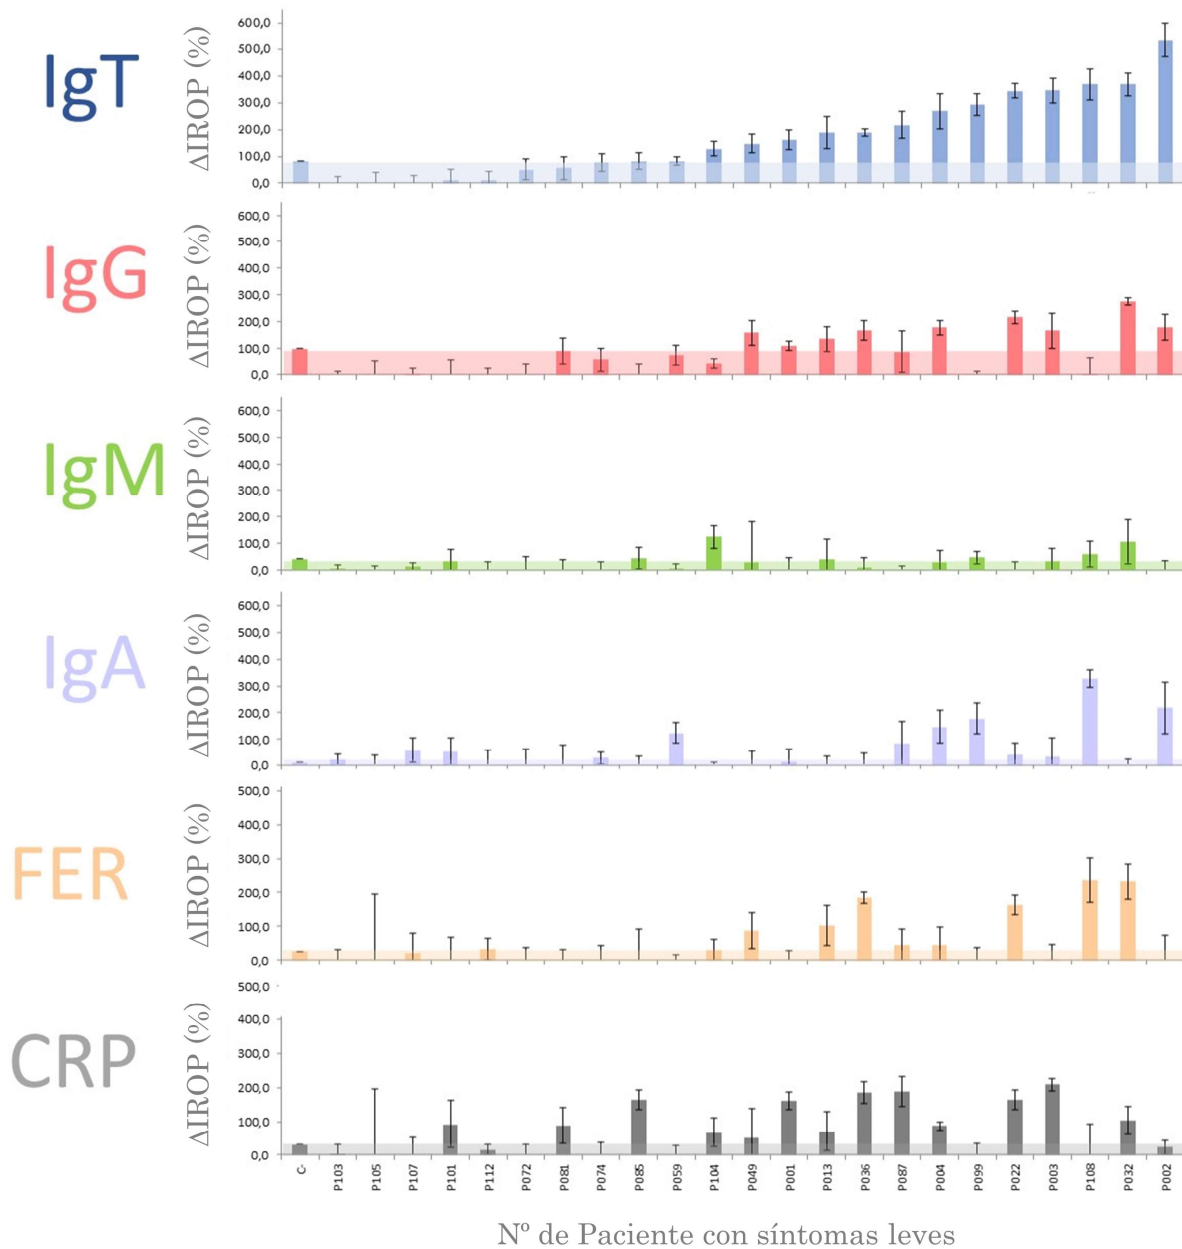 IgT
ΔIROP (%)
600,0
500,0
400,0
300,0
200,0
100,0
0,0
IgG
ΔIROP (%)
600,0
500,0
400,0
300,0
200,0
100,0
0,0
IgM
ΔIROP (%)
600,0
500,0
400,0
300,0
200,0
100,0
0,0
IgA
ΔIROP (%)
600,0
500,0
400,0
300,0
200,0
100,0
0,0
FER
ΔIROP (%)
500,0
400,0
300,0
200,0
100,0
0,0
CRP
ΔIROP (%)
500,0
400,0
300,0
200,0
100,0
0,0
C- P103 P105 P107 P101 P112 P072 P081 P074 P085 P059 P104 P049 P001 P013 P036 P087 P004 P099 P022 P003 P108 P032 P002
Nº de Paciente con síntomas leves